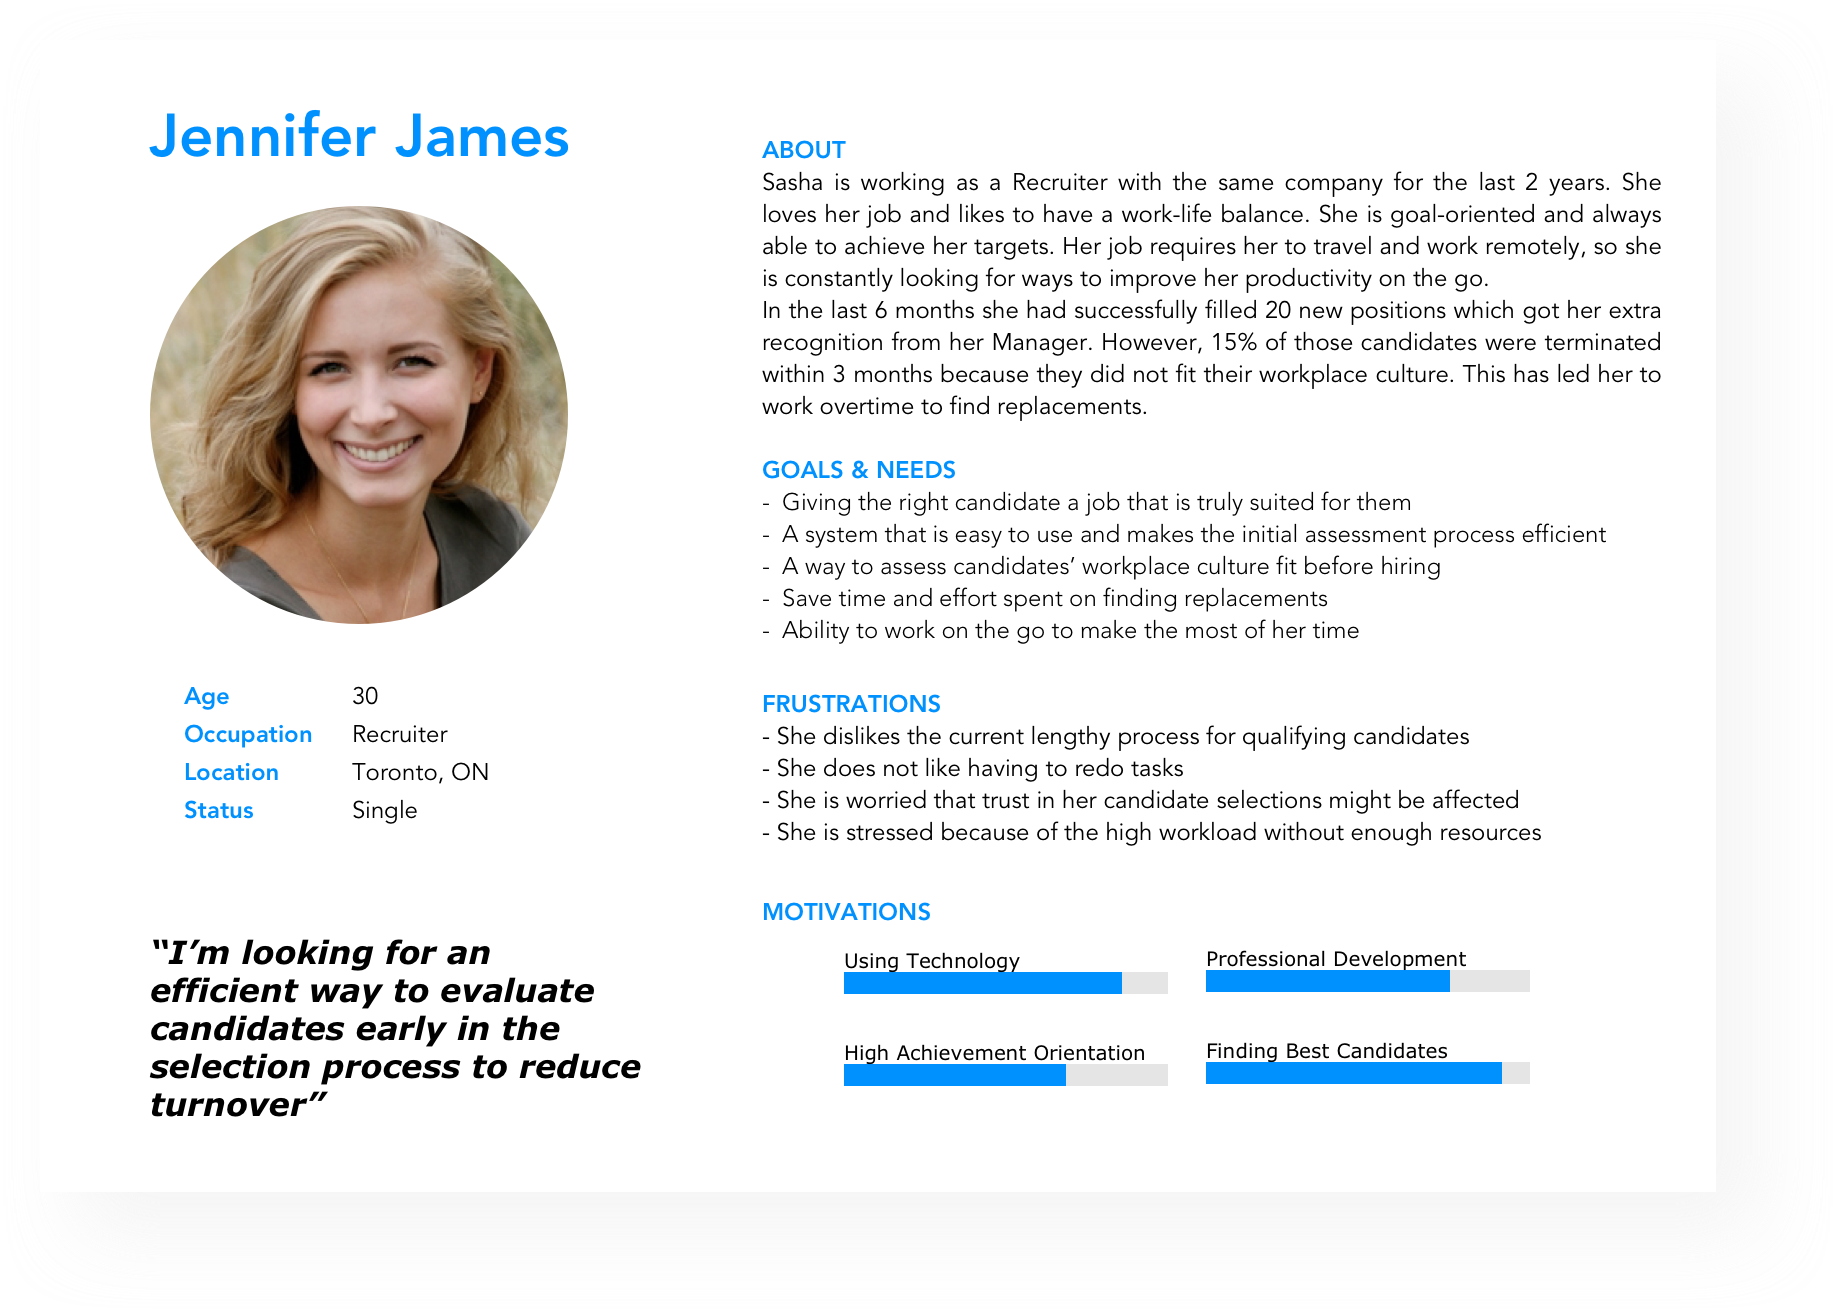 Jennifer James
Age 30
Occupation Recruiter
Location Toronto, ON
Status Single
“I’m looking for an
efficient way to evaluate
candidates early in the
selection process to reduce
turnover”
ABOUT
Sasha is working as a Recruiter with the same company for the last 2 years. She
loves her job and likes to have a work-life balance. She is goal-oriented and always
able to achieve her targets. Her job requires her to travel and work remotely, so she
is constantly looking for ways to improve her productivity on the go.
In the last 6 months she had successfully filled 20 new positions which got her extra
recognition from her Manager. However, 15% of those candidates were terminated
within 3 months because they did not fit their workplace culture. This has led her to
work overtime to find replacements.
GOALS & NEEDS
- Giving the right candidate a job that is truly suited for them
- A system that is easy to use and makes the initial assessment process efficient
- A way to assess candidates’ workplace culture fit before hiring
- Save time and effort spent on finding replacements
- Ability to work on the go to make the most of her time
FRUSTRATIONS
- She dislikes the current lengthy process for qualifying candidates
- She does not like having to redo tasks
- She is worried that trust in her candidate selections might be affected
- She is stressed because of the high workload without enough resources
MOTIVATIONS
Using Technology
Professional Development
High Achievement Orientation
Finding Best Candidates